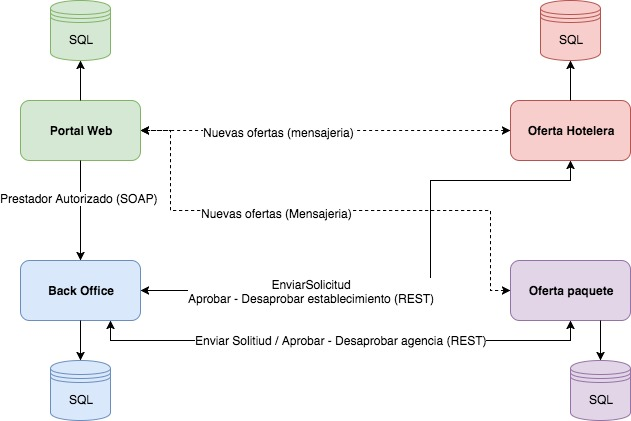 SQL
SQL
Portal Web
Nuevas ofertas (mensajeria)
Oferta Hotelera
Prestador Autorizado (SOAP)
Nuevas ofertas (Mensajeria)
Back Office
EnviarSolicitud
Aprobar - Desaprobar establecimiento (REST)
Oferta paquete
Enviar Solitiud / Aprobar - Desaprobar agencia (REST)
SQL
SQL